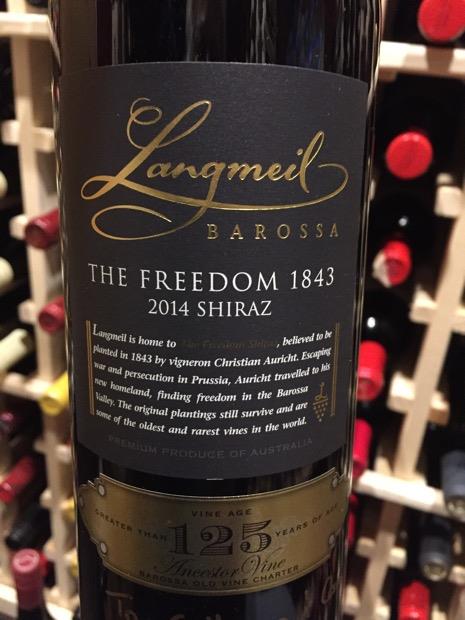 Langmeil
BAROSSA
THE FREEDOM 1843
2014 SHIRAZ
Langmeil is home to The Freedom Shiraz, believed to be
planted in 1843 by vigneron Christian Auricht. Escaping
war and persecution in Prussia, Auricht travelled to his
new homeland, finding freedom in the Barossa
Valley. The original plantings still survive and are
some of the oldest and rarest vines in the world.
PREMIUM PRODUCE OF AUSTRALIA
VINE AGE
GREATER THAN 125 YEARS OF AGE
Ancestor Vine
BAROSSA OLD VINE CHARTER